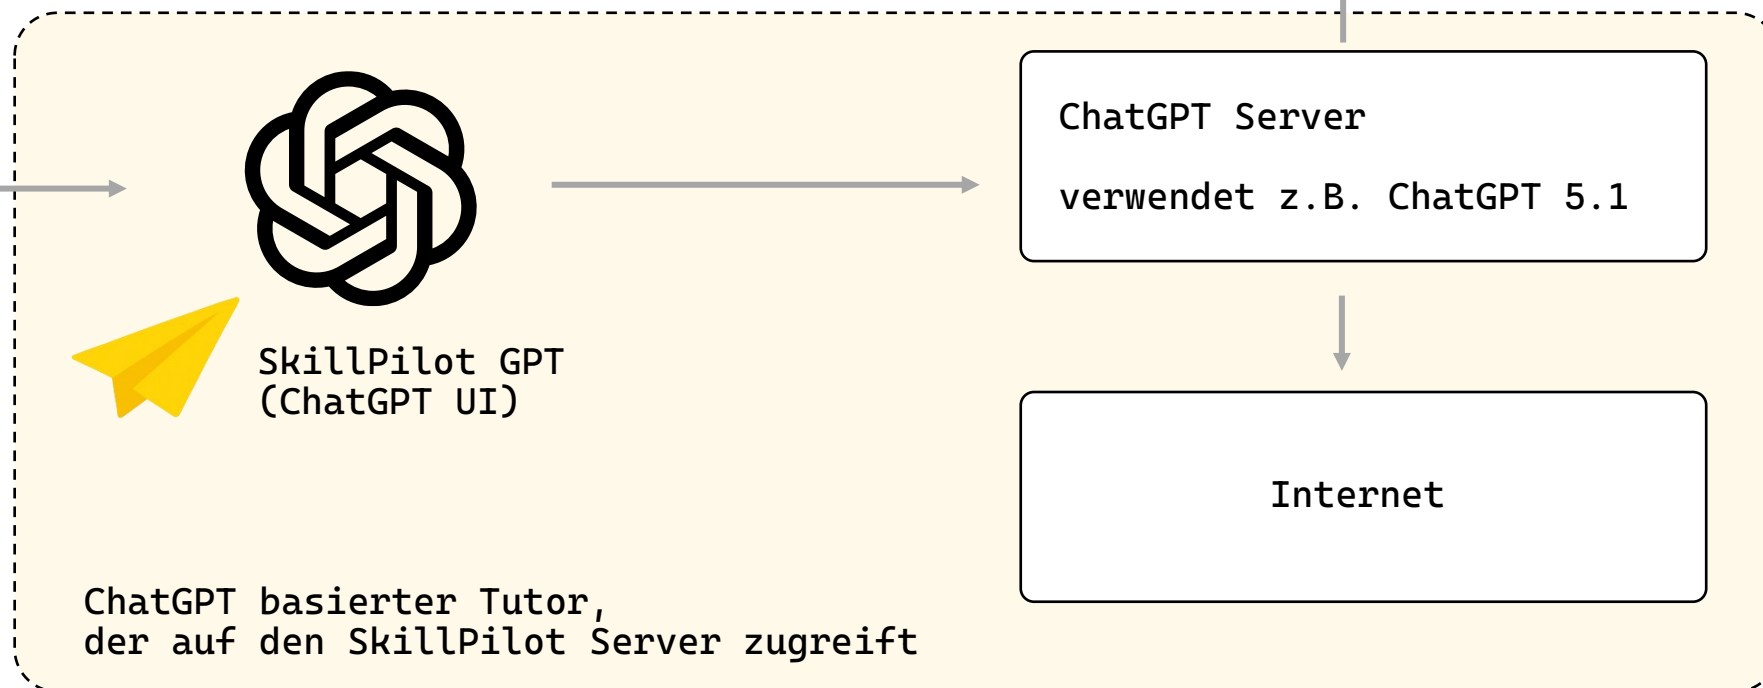 ChatGPT Server
verwendet z.B. ChatGPT 5.1
SkillPilot GPT
(ChatGPT UI)
Internet
ChatGPT basierter Tutor,
der auf den SkillPilot Server zugreift